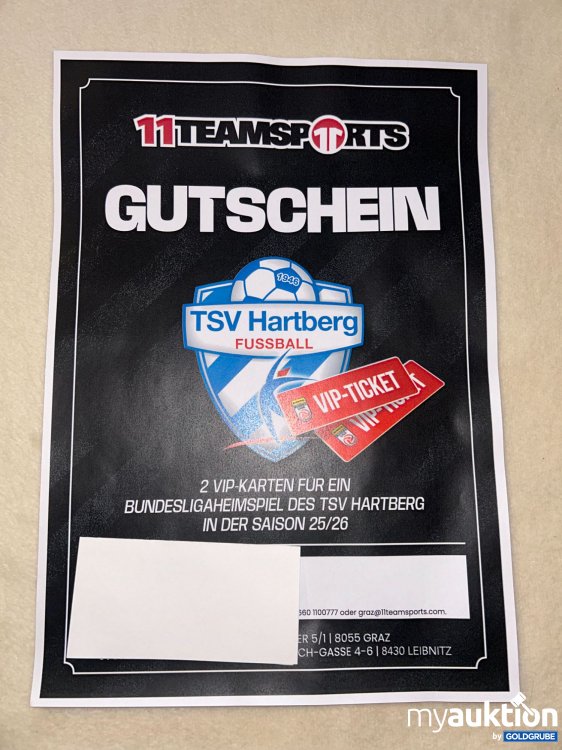 11TEAMSPORTS
GUTSCHEIN
1946
TSV Hartberg
FUSSBALL
VIP-TICKET
VIP-TICKET
2 VIP-KARTEN FÜR EIN
BUNDESLIGAHEIMSPIEL DES TSV HARTBERG
IN DER SAISON 25/26
660 1100777 oder graz@11teamsports.com.
ER 5/1 | 8055 GRAZ
CH-GASSE 4-6 | 8430 LEIBNITZ
myauktion
by GOLDGRUBE